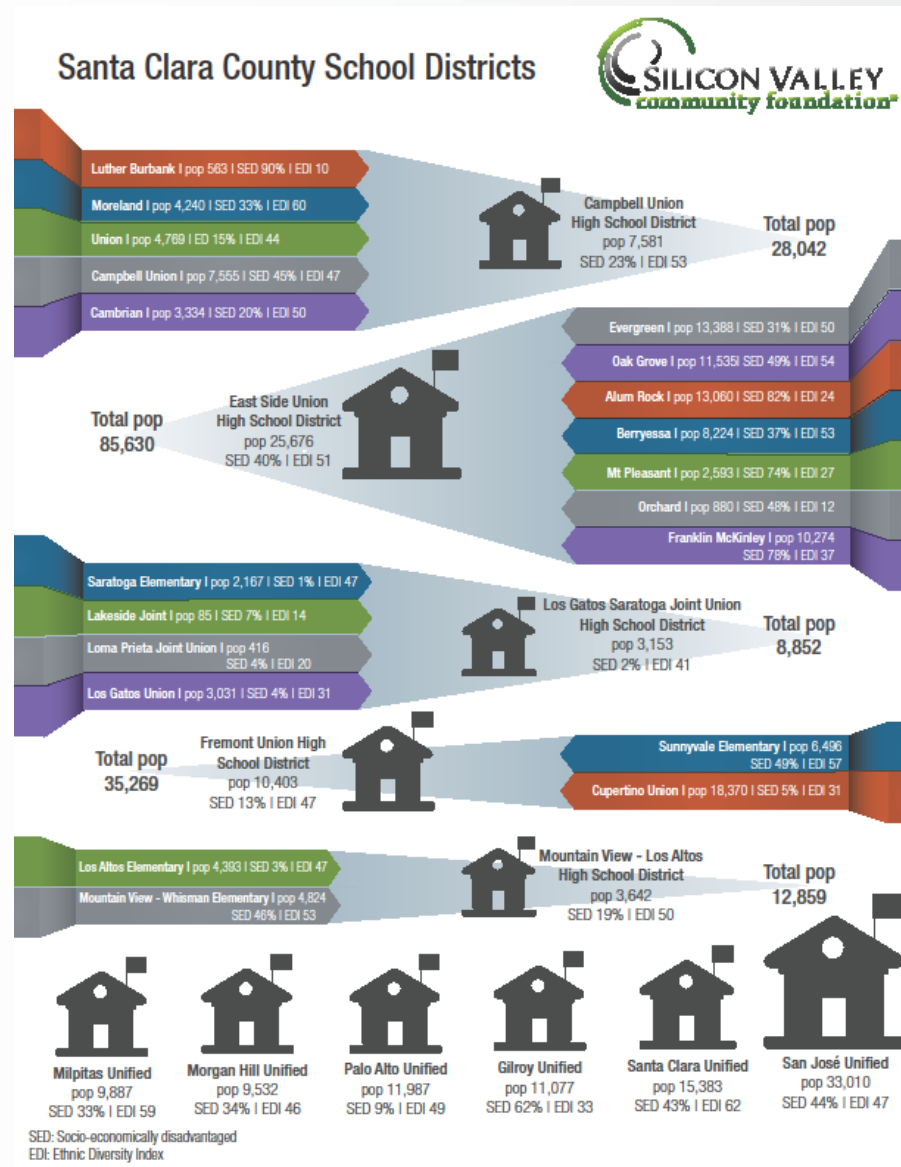 Santa Clara County School Districts
SILICON VALLEY
community foundation®
Luther Burbank I pop 563 I SED 90% I EDI 10
Moreland I pop 4,240 I SED 33% I EDI 60
Union I pop 4,769 I ED 15% I EDI 44
Campbell Union I pop 7,555 I SED 45% I EDI 47
Cambrian I pop 3,334 I SED 20% I EDI 50
Campbell Union
High School District
pop 7,581
SED 23% I EDI 53
Total pop
28,042
Total pop
85,630
East Side Union
High School District
pop 25,676
SED 40% I EDI 51
Evergreen I pop 13,388 I SED 31% I EDI 50
Oak Grove I pop 11,535I SED 49% I EDI 54
Alum Rock I pop 13,060 I SED 82% I EDI 24
Berryessa I pop 8,224 I SED 37% I EDI 53
Mt Pleasant I pop 2,593 I SED 74% I EDI 27
Orchard I pop 880 I SED 48% I EDI 12
Franklin McKinley I pop 10,274
SED 78% I EDI 37
Saratoga Elementary I pop 2,167 I SED 1% I EDI 47
Lakeside Joint I pop 85 I SED 7% I EDI 14
Loma Prieta Joint Union I pop 416
SED 4% I EDI 20
Los Gatos Union I pop 3,031 I SED 4% I EDI 31
Los Gatos Saratoga Joint Union
High School District
pop 3,153
SED 2% I EDI 41
Total pop
8,852
Total pop
35,269
Fremont Union High
School District
pop 10,403
SED 13% I EDI 47
Sunnyvale Elementary I pop 6,496
SED 49% I EDI 57
Cupertino Union I pop 18,370 I SED 5% I EDI 31
Los Altos Elementary I pop 4,393 I SED 3% I EDI 47
Mountain View - Whisman Elementary I pop 4,824
SED 46% I EDI 53
Mountain View - Los Altos
High School District
pop 3,642
SED 19% I EDI 50
Total pop
12,859
Milpitas Unified
pop 9,887
SED 33% I EDI 59
Morgan Hill Unified
pop 9,532
SED 34% I EDI 46
Palo Alto Unified
pop 11,987
SED 9% I EDI 49
Gilroy Unified
pop 11,077
SED 62% I EDI 33
Santa Clara Unified
pop 15,383
SED 43% I EDI 62
San José Unified
pop 33,010
SED 44% I EDI 47
SED: Socio-economically disadvantaged
EDI: Ethnic Diversity Index